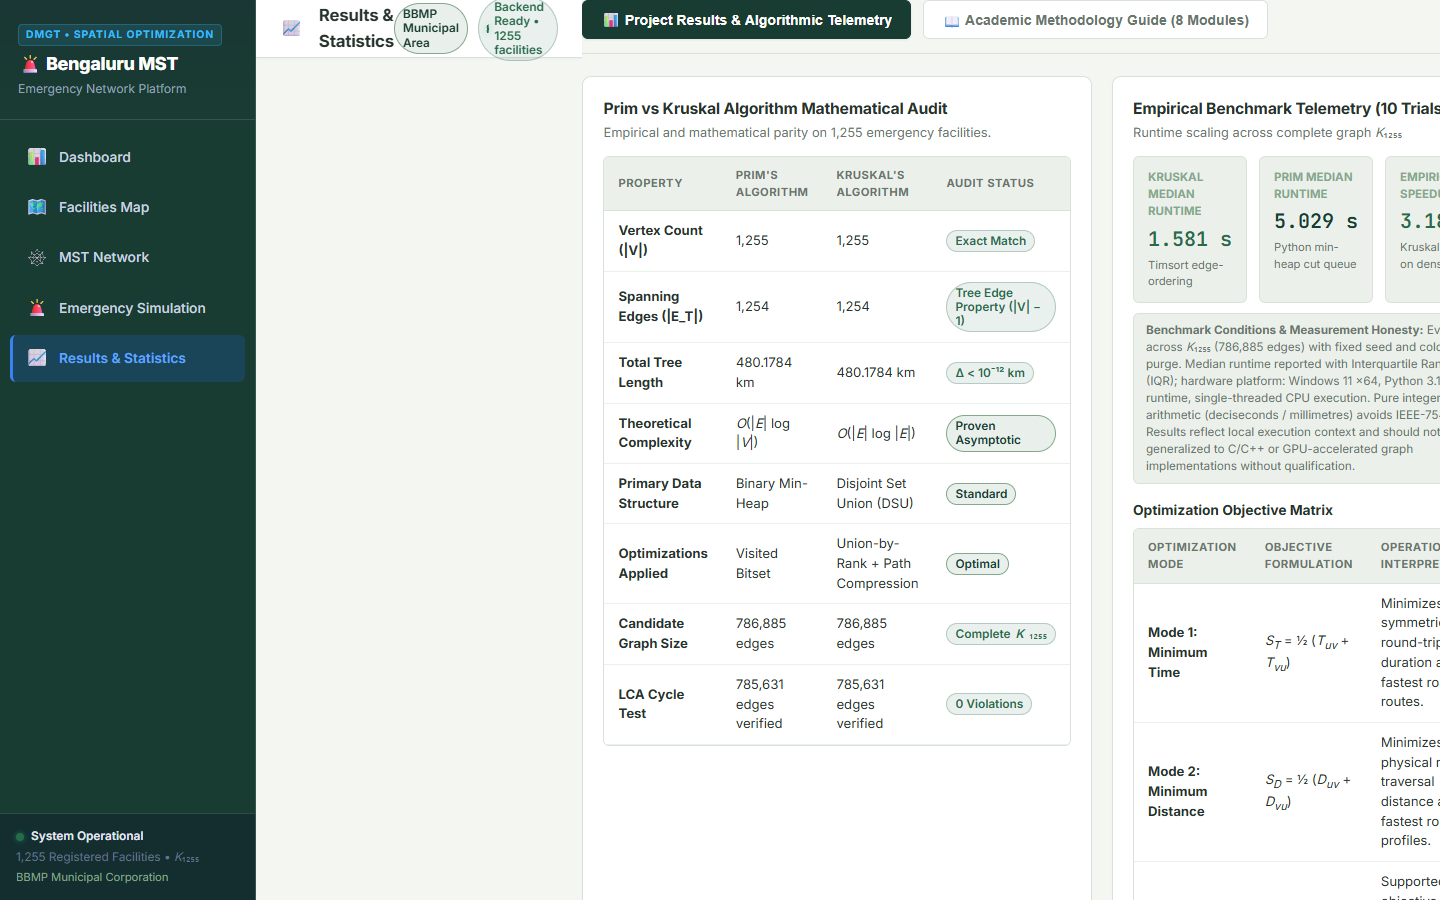 DMGT • SPATIAL OPTIMIZATION
Bengaluru MST
Emergency Network Platform
Dashboard
Facilities Map
MST Network
Emergency Simulation
Results & Statistics
System Operational
1,255 Registered Facilities • K₁₂₅₅
BBMP Municipal Corporation
Results &
Statistics
BBMP
Municipal
Area
Backend
Ready •
1255
facilities
Project Results & Algorithmic Telemetry
Academic Methodology Guide (8 Modules)
Prim vs Kruskal Algorithm Mathematical Audit
Empirical and mathematical parity on 1,255 emergency facilities.
PROPERTY
PRIM'S
ALGORITHM
KRUSKAL'S
ALGORITHM
AUDIT STATUS
Vertex Count
(|V|)
1,255
1,255
Exact Match
Spanning
Edges (|E_T|)
1,254
1,254
Tree Edge
Property (|V| −
1)
Total Tree
Length
480.1784
km
480.1784 km
Δ < 10⁻¹² km
Theoretical
Complexity
O(|E| log
|V|)
O(|E| log |E|)
Proven
Asymptotic
Primary Data
Structure
Binary Min-
Heap
Disjoint Set
Union (DSU)
Standard
Optimizations
Applied
Visited
Bitset
Union-by-
Rank + Path
Compression
Optimal
Candidate
Graph Size
786,885
edges
786,885
edges
Complete K ₁₂₅₅
LCA Cycle
Test
785,631
edges
verified
785,631
edges
verified
0 Violations
Empirical Benchmark Telemetry (10 Trials
Runtime scaling across complete graph K₁₂₅₅
KRUSKAL
MEDIAN
RUNTIME
1.581 s
Timsort edge-
ordering
PRIM MEDIAN
RUNTIME
5.029 s
Python min-
heap cut queue
EMPIRI
SPEEDU
3.18
Kruskal
on dens
Benchmark Conditions & Measurement Honesty: Ev
across K₁₂₅₅ (786,885 edges) with fixed seed and cold
purge. Median runtime reported with Interquartile Ran
(IQR); hardware platform: Windows 11 ×64, Python 3.1
runtime, single-threaded CPU execution. Pure integer
arithmetic (deciseconds / millimetres) avoids IEEE-75
Results reflect local execution context and should not
generalized to C/C++ or GPU-accelerated graph
implementations without qualification.
Optimization Objective Matrix
OPTIMIZATION
MODE
OBJECTIVE
FORMULATION
OPERATIO
INTERPRE
Mode 1:
Minimum
Time
S_T = ½ (T_uv +
T_vu)
Minimizes
symmetric
round-trip
duration a
fastest ro
routes.
Mode 2:
Minimum
Distance
S_D = ½ (D_uv +
D_vu)
Minimizes
physical r
traversal
distance a
fastest ro
profiles.
Supported